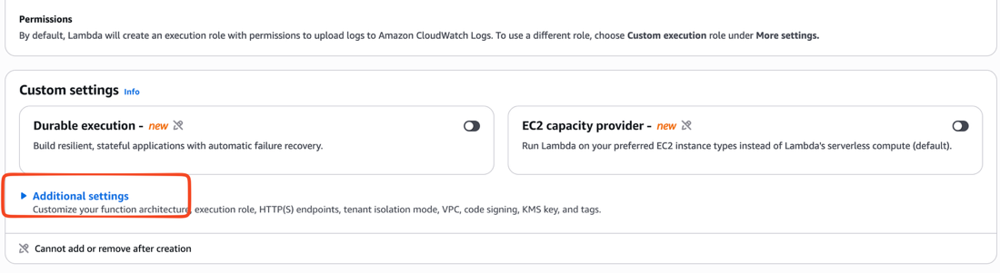 Permissions
By default, Lambda will create an execution role with permissions to upload logs to Amazon CloudWatch Logs. To use a different role, choose Custom execution role under More settings.
Custom settings Info
Durable execution - new
Build resilient, stateful applications with automatic failure recovery.
EC2 capacity provider - new
Run Lambda on your preferred EC2 instance types instead of Lambda's serverless compute (default).
Additional settings
Customize your function architecture, execution role, HTTP(S) endpoints, tenant isolation mode, VPC, code signing, KMS key, and tags.
Cannot add or remove after creation